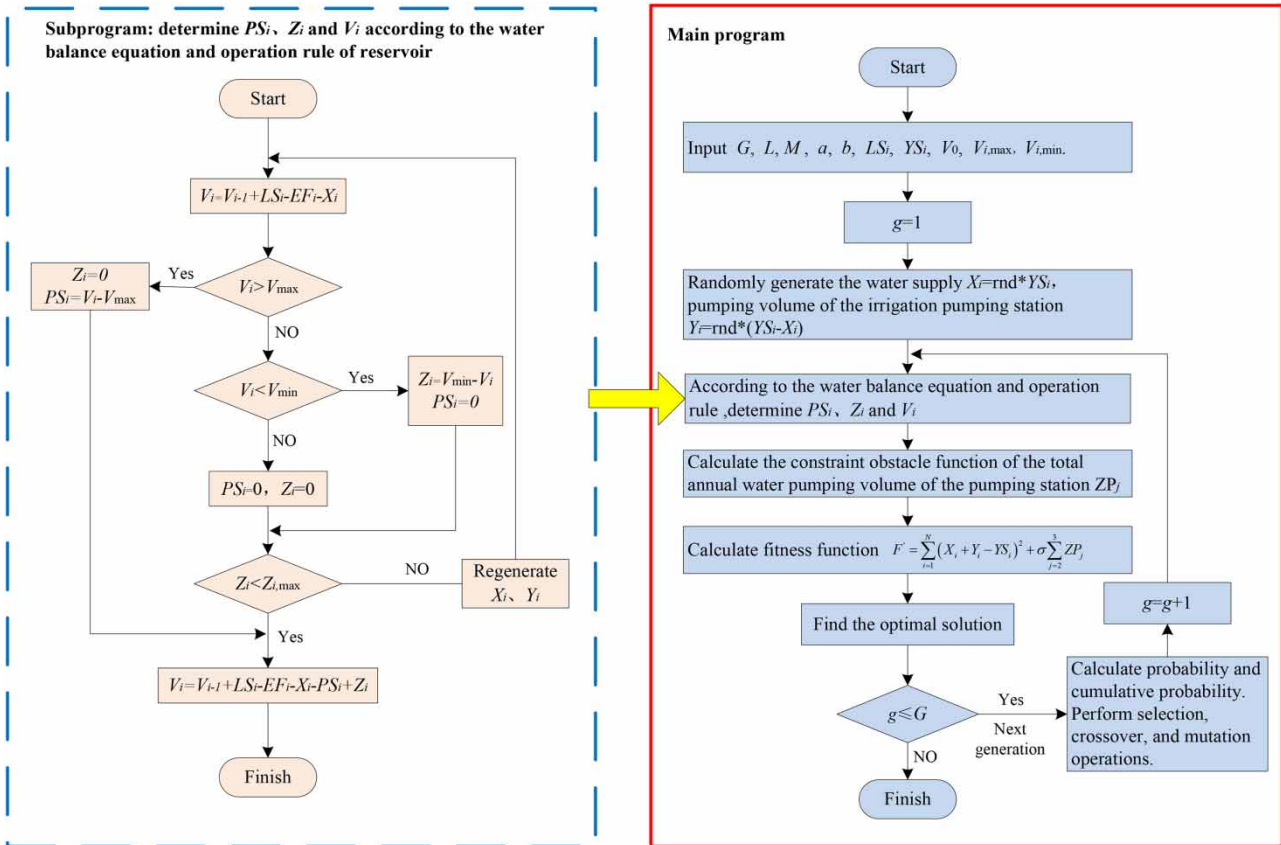 Subprogram: determine PSi、Zi and Vi according to the water
balance equation and operation rule of reservoir
Start
Vi=Vi-1+LSi-EFi-Xi
Vi>Vmax
Yes
Zi=0
PSi=Vi-Vmax
NO
Vi<Vmin
Yes
Zi=Vmin-Vi
PSi=0
NO
PSi=0，Zi=0
Zi<Zi,max
NO
Regenerate
Xi、Yi
Yes
Vi=Vi-1+LSi-EFi-Xi-PSi+Zi
Finish
Main program
Start
Input G, L, M , a, b, LSi, YSi, V0, Vi,max, Vi,min.
g=1
Randomly generate the water supply Xi=rnd*YSi,
pumping volume of the irrigation pumping station
Yi=rnd*(YSi-Xi)
According to the water balance equation and operation
rule ,determine PSi、Zi and Vi
Calculate the constraint obstacle function of the total
annual water pumping volume of the pumping station ZPj
Calculate fitness function F' = ∑_{i=1}^{N} (Xi + Yi − YSi)² + σ∑_{j=2}^{3} ZPj
Find the optimal solution
g≤G
Yes
Next
generation
NO
Finish
g=g+1
Calculate probability and
cumulative probability.
Perform selection,
crossover, and mutation
operations.